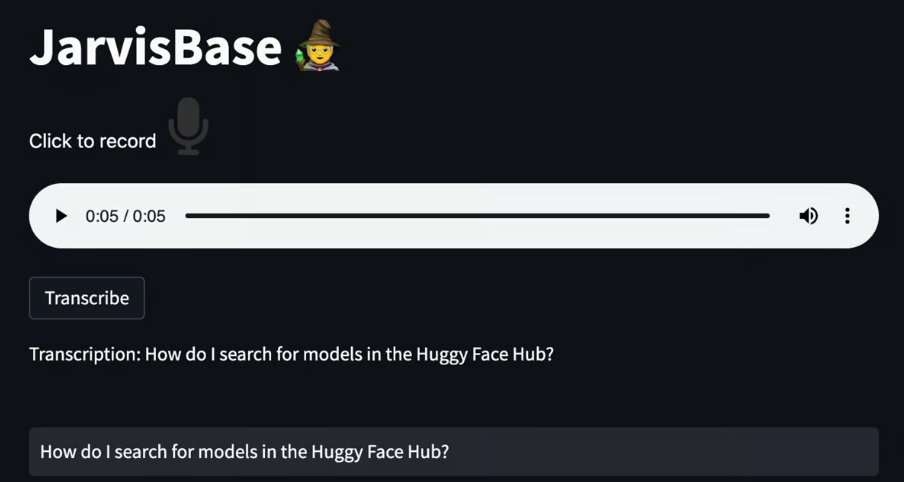 JarvisBase 🧙
Click to record
0:05 / 0:05
Transcribe
Transcription: How do I search for models in the Huggy Face Hub?
How do I search for models in the Huggy Face Hub?